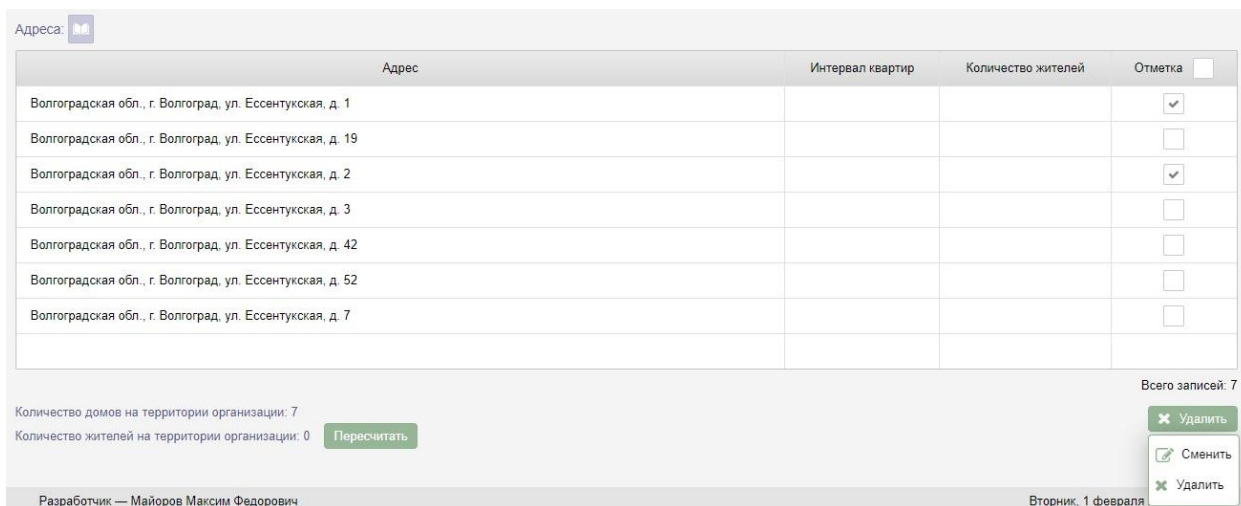 Адреса:
Адрес Интервал квартир Количество жителей Отметка
Волгоградская обл., г. Волгоград, ул. Ессентукская, д. 1
Волгоградская обл., г. Волгоград, ул. Ессентукская, д. 19
Волгоградская обл., г. Волгоград, ул. Ессентукская, д. 2
Волгоградская обл., г. Волгоград, ул. Ессентукская, д. 3
Волгоградская обл., г. Волгоград, ул. Ессентукская, д. 42
Волгоградская обл., г. Волгоград, ул. Ессентукская, д. 52
Волгоградская обл., г. Волгоград, ул. Ессентукская, д. 7
Всего записей: 7
Количество домов на территории организации: 7
Удалить
Количество жителей на территории организации: 0 Пересчитать
Сменить
Удалить
Разработчик — Майоров Максим Федорович Вторник, 1 февраля